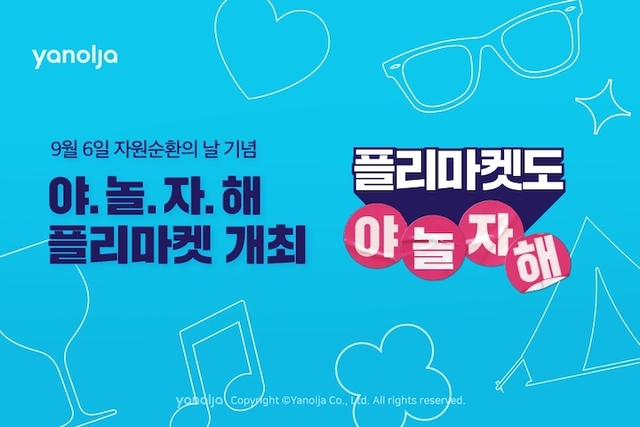 yanolja
9월 6일 자원순환의 날 기념
야. 놀. 자. 해
플리마켓 개최
플리마켓도
야놀자해
yanolja Copyright ©Yanolja Co., Ltd. All rights reserved.